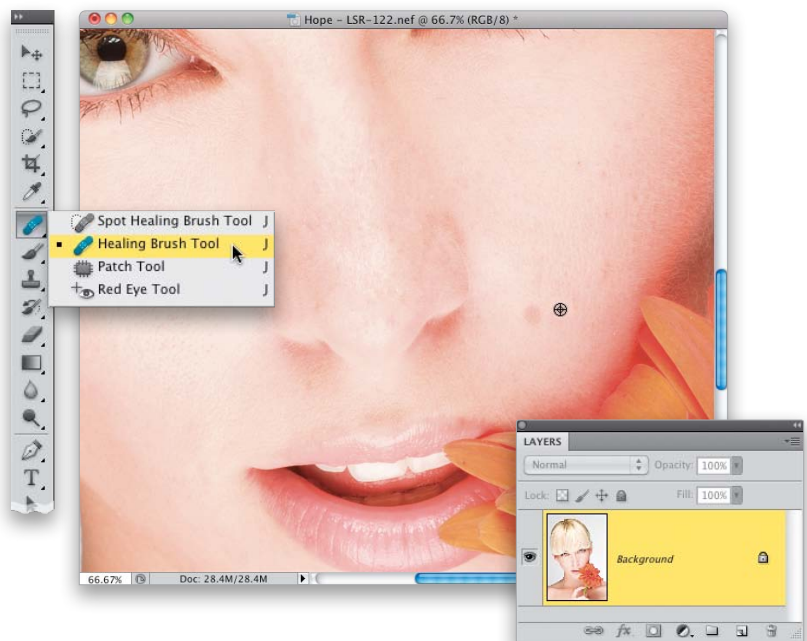 Hope - LSR-122.nef @ 66.7% (RGB/8) *
Spot Healing Brush Tool J
Healing Brush Tool J
Patch Tool J
Red Eye Tool J
T
LAYERS
Normal Opacity: 100%
Lock: Fill: 100%
Background
fx
66.67% Doc: 28.4M/28.4M